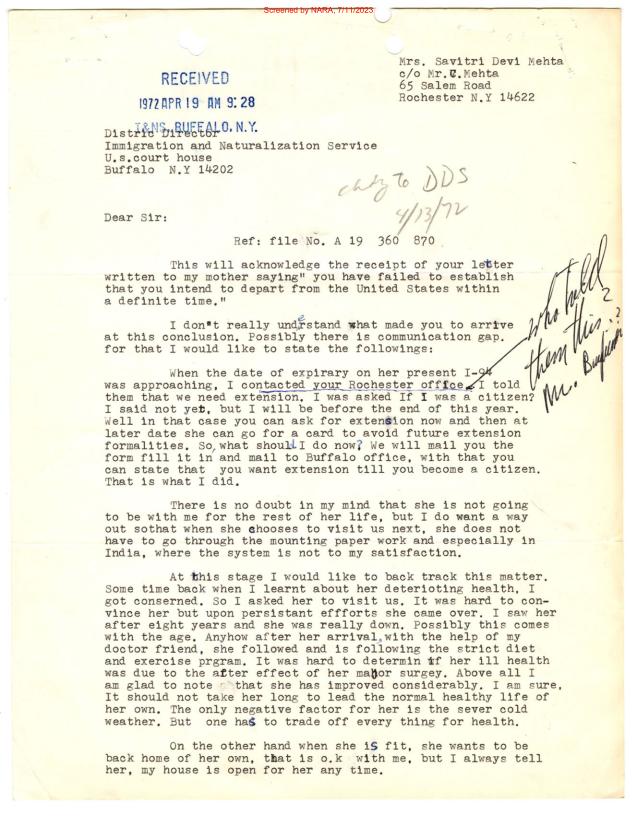 Screened by NARA, 7/11/2023
Mrs. Savitri Devi Mehta
c/o Mr.C.Mehta
65 Salem Road
Rochester N.Y 14622
RECEIVED
1972 APR 19 AM 9:28
I&NS, BUFFALO, N.Y.
District Director
Immigration and Naturalization Service
U.s.court house
Buffalo N.Y 14202
to DDS
4/13/72
Dear Sir:
Ref: file No. A 19 360 870
This will acknowledge the receipt of your letter
written to my mother saying" you have failed to establish
that you intend to depart from the United States within
a definite time."
I don"t really understand what made you to arrive
at this conclusion. Possibly there is communication gap.
for that I would like to state the followings:
who told
them this?
Mr.
When the date of expirary on her present I-94
was approaching, I contacted your Rochester office. I told
them that we need extension. I was asked If I was a citizen?
I said not yet, but I will be before the end of this year.
Well in that case you can ask for extension now and then at
later date she can go for a card to avoid future extension
formalities. So, what should I do now? We will mail you the
form fill it in and mail to Buffalo office, with that you
can state that you want extension till you become a citizen.
That is what I did.
There is no doubt in my mind that she is not going
to be with me for the rest of her life, but I do want a way
out sothat when she chooses to visit us next, she does not
have to go through the mounting paper work and especially in
India, where the system is not to my satisfaction.
At this stage I would like to back track this matter.
Some time back when I learnt about her deterioting health, I
got conserned. So I asked her to visit us. It was hard to con-
vince her but upon persistant effforts she came over. I saw her
after eight years and she was really down. Possibly this comes
with the age. Anyhow after her arrival, with the help of my
doctor friend, she followed and is following the strict diet
and exercise prgram. It was hard to determin if her ill health
was due to the after effect of her major surgey. Above all I
am glad to note that she has improved considerably. I am sure,
It should not take her long to lead the normal healthy life of
her own. The only negative factor for her is the sever cold
weather. But one has to trade off every thing for health.
On the other hand when she is fit, she wants to be
back home of her own, that is o.k with me, but I always tell
her, my house is open for her any time.